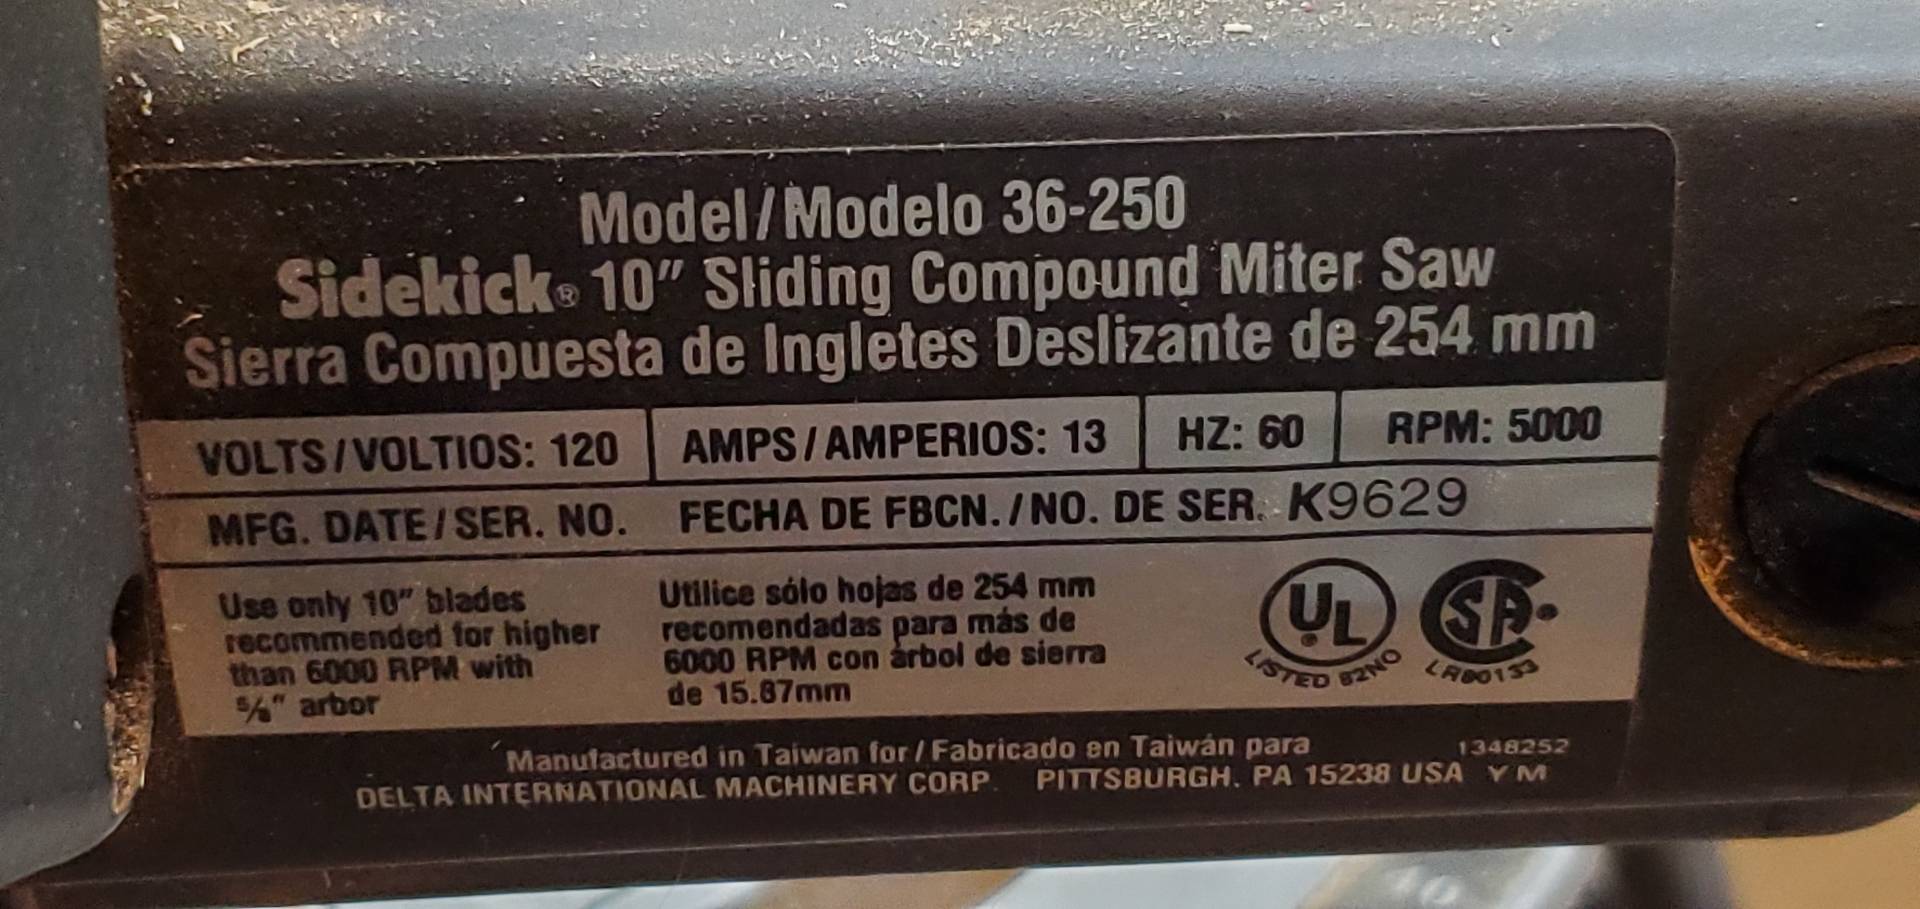 Model/Modelo 36-250
Sidekick® 10" Sliding Compound Miter Saw
Sierra Compuesta de Ingletes Deslizante de 254 mm
VOLTS/VOLTIOS: 120 AMPS/AMPERIOS: 13 HZ: 60 RPM: 5000
MFG. DATE/SER. NO. FECHA DE FBCN./NO. DE SER. K9629
Use only 10" blades
recommended for higher
than 6000 RPM with
5/8" arbor
Utilice sólo hojas de 254 mm
recomendadas para más de
6000 RPM con árbol de sierra
de 15.87mm
UL
LISTED 82NO
SA
LR80133
Manufactured in Taiwan for/Fabricado en Taiwán para
DELTA INTERNATIONAL MACHINERY CORP. PITTSBURGH. PA 15238 USA
1348252
YM
40